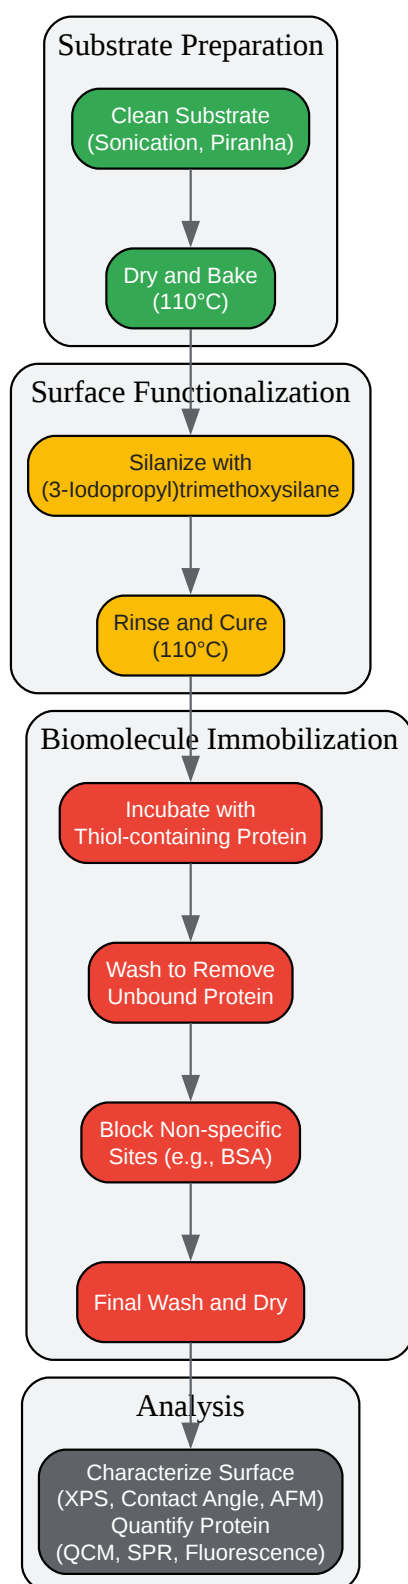 Substrate Preparation
Clean Substrate
(Sonication, Piranha)
Dry and Bake
(110°C)
Surface Functionalization
Silanize with
(3-Iodopropyl)trimethoxysilane
Rinse and Cure
(110°C)
Biomolecule Immobilization
Incubate with
Thiol-containing Protein
Wash to Remove
Unbound Protein
Block Non-specific
Sites (e.g., BSA)
Final Wash and Dry
Analysis
Characterize Surface
(XPS, Contact Angle, AFM)
Quantify Protein
(QCM, SPR, Fluorescence)